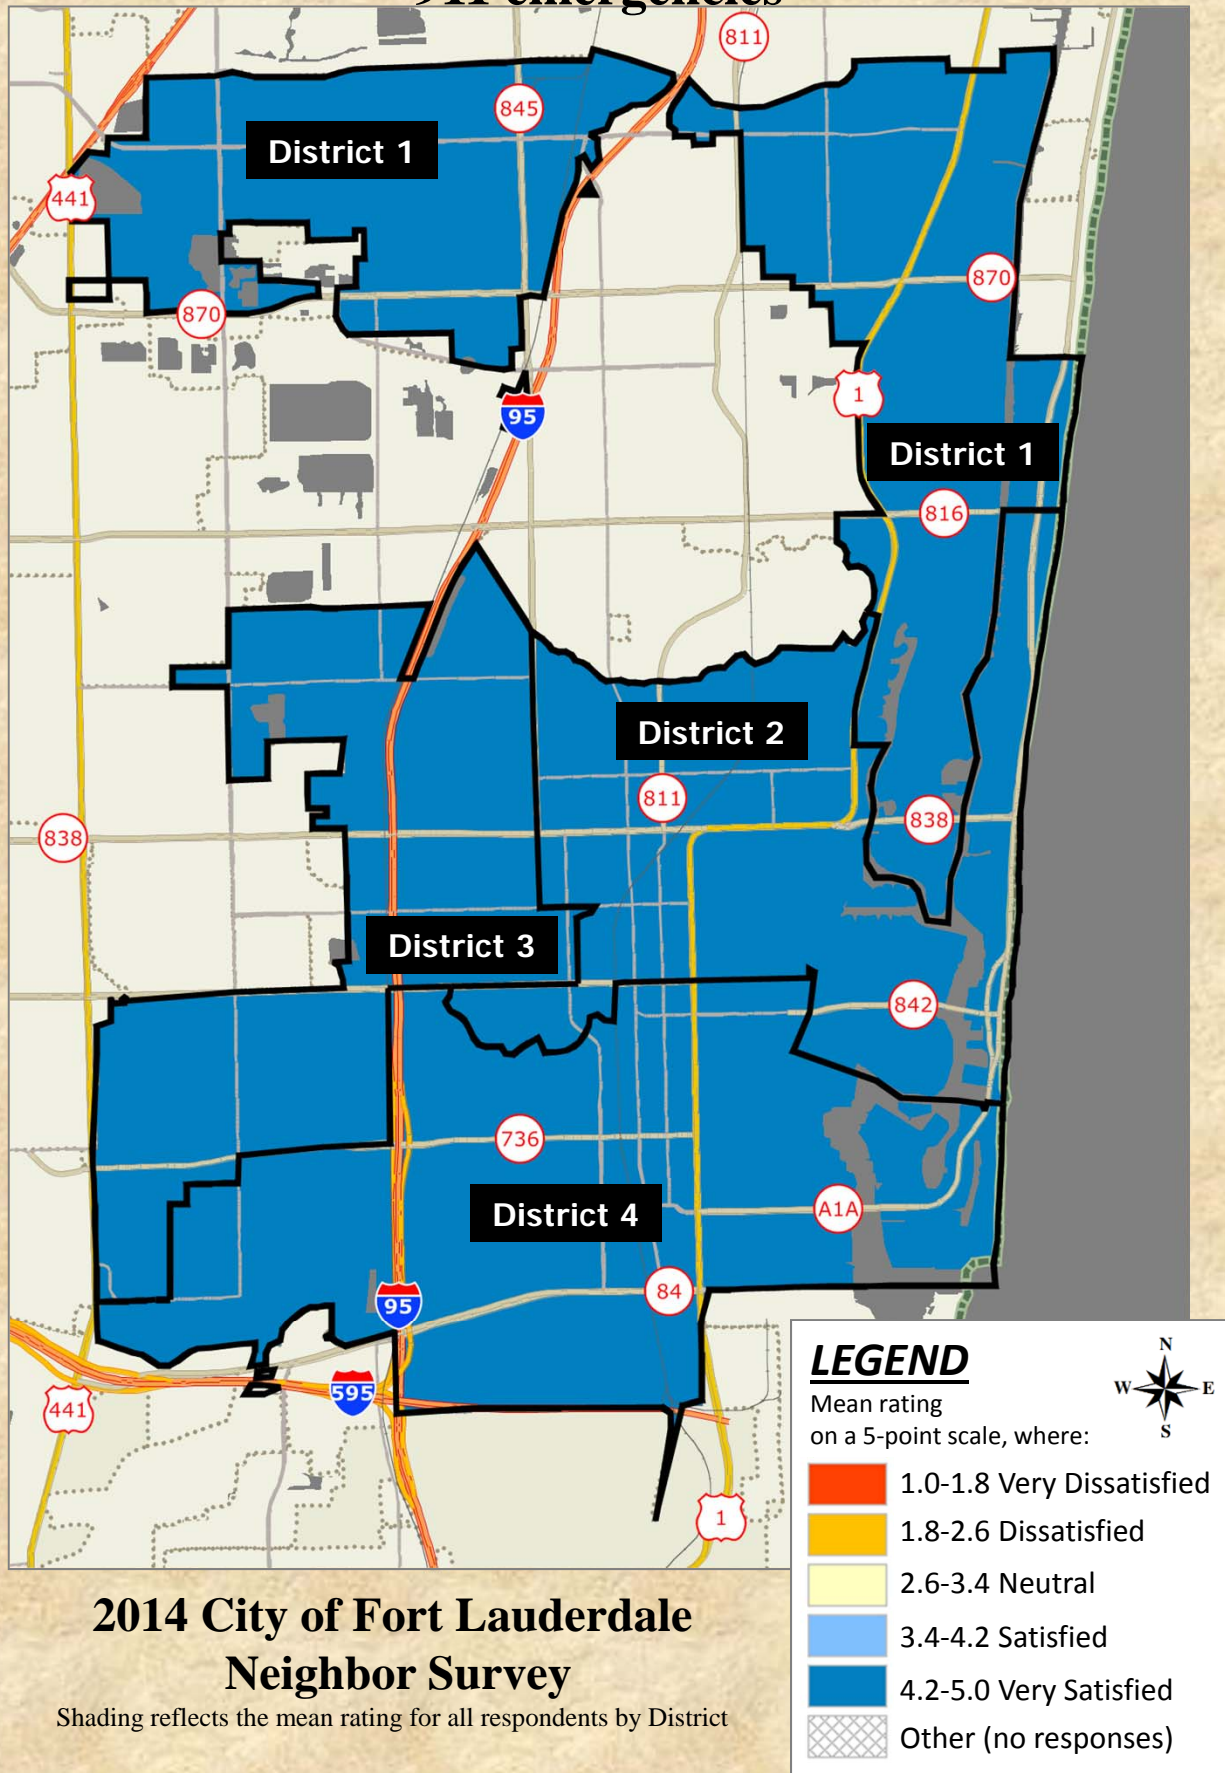 911 emergencies
811
845
District 1
441
870
870
1
95
District 1
816
District 2
811
838
838
District 3
842
736
District 4
A1A
84
95
595
441
1
LEGEND
Mean rating
on a 5-point scale, where:
N
W E
S
1.0-1.8 Very Dissatisfied
1.8-2.6 Dissatisfied
2.6-3.4 Neutral
3.4-4.2 Satisfied
4.2-5.0 Very Satisfied
Other (no responses)
2014 City of Fort Lauderdale
Neighbor Survey
Shading reflects the mean rating for all respondents by District